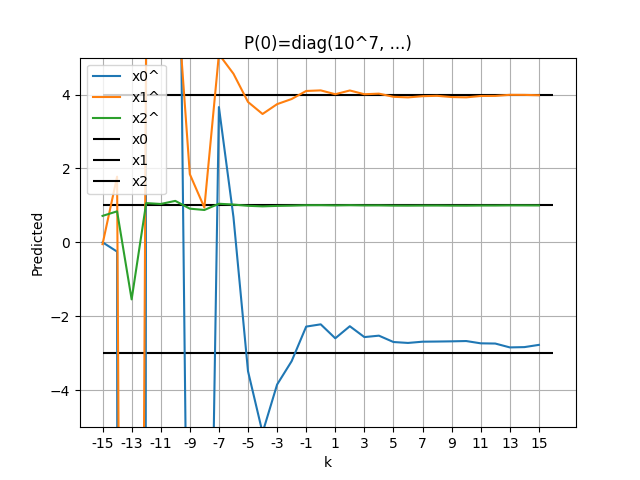 P(0)=diag(10^7, ...)
x0^
x1^
x2^
x0
x1
x2
4
2
0
−2
−4
Predicted
-15 -13 -11 -9 -7 -5 -3 -1 1 3 5 7 9 11 13 15
k